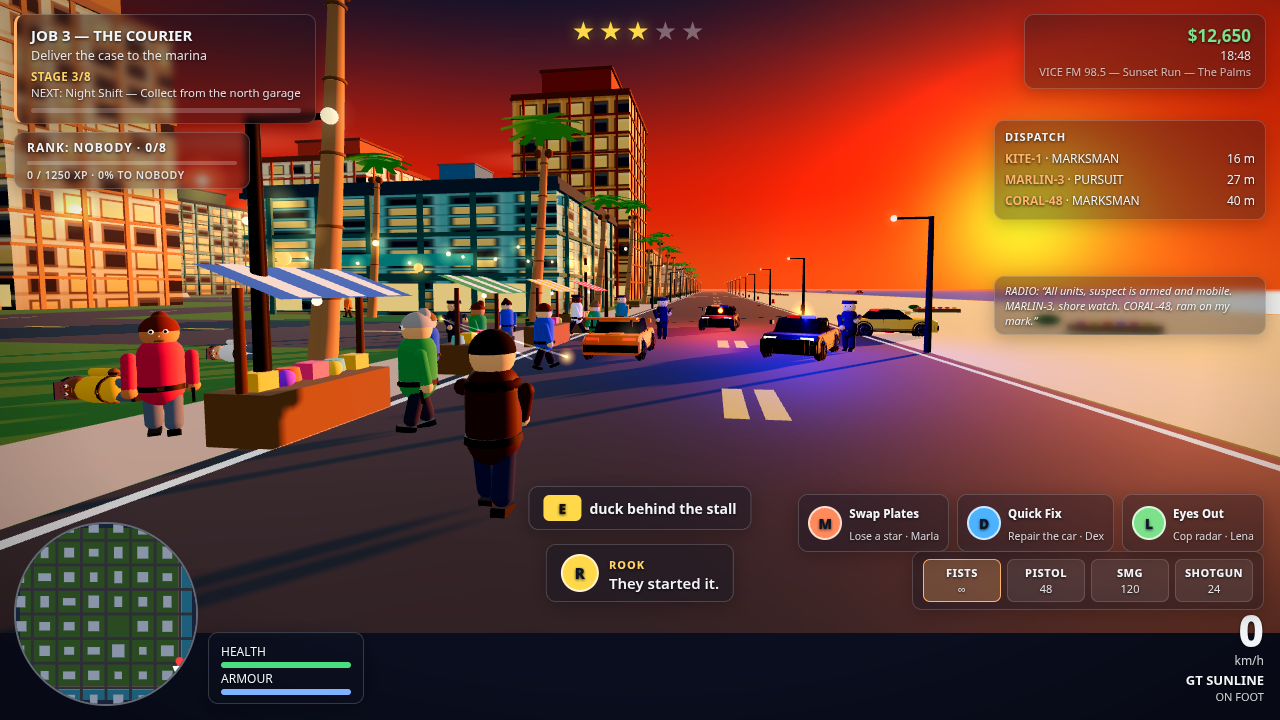 JOB 3 — THE COURIER
Deliver the case to the marina
STAGE 3/8
NEXT: Night Shift — Collect from the north garage
RANK: NOBODY · 0/8
0 / 1250 XP · 0% TO NOBODY
$12,650
18:48
VICE FM 98.5 — Sunset Run — The Palms
DISPATCH
KITE-1 · MARKSMAN 16 m
MARLIN-3 · PURSUIT 27 m
CORAL-48 · MARKSMAN 40 m
RADIO: “All units, suspect is armed and mobile.
MARLIN-3, shore watch. CORAL-48, ram on my
mark.”
E duck behind the stall
R
ROOK
They started it.
M
Swap Plates
Lose a star · Marla
D
Quick Fix
Repair the car · Dex
L
Eyes Out
Cop radar · Lena
FISTS
∞
PISTOL
48
SMG
120
SHOTGUN
24
HEALTH
ARMOUR
0
km/h
GT SUNLINE
ON FOOT